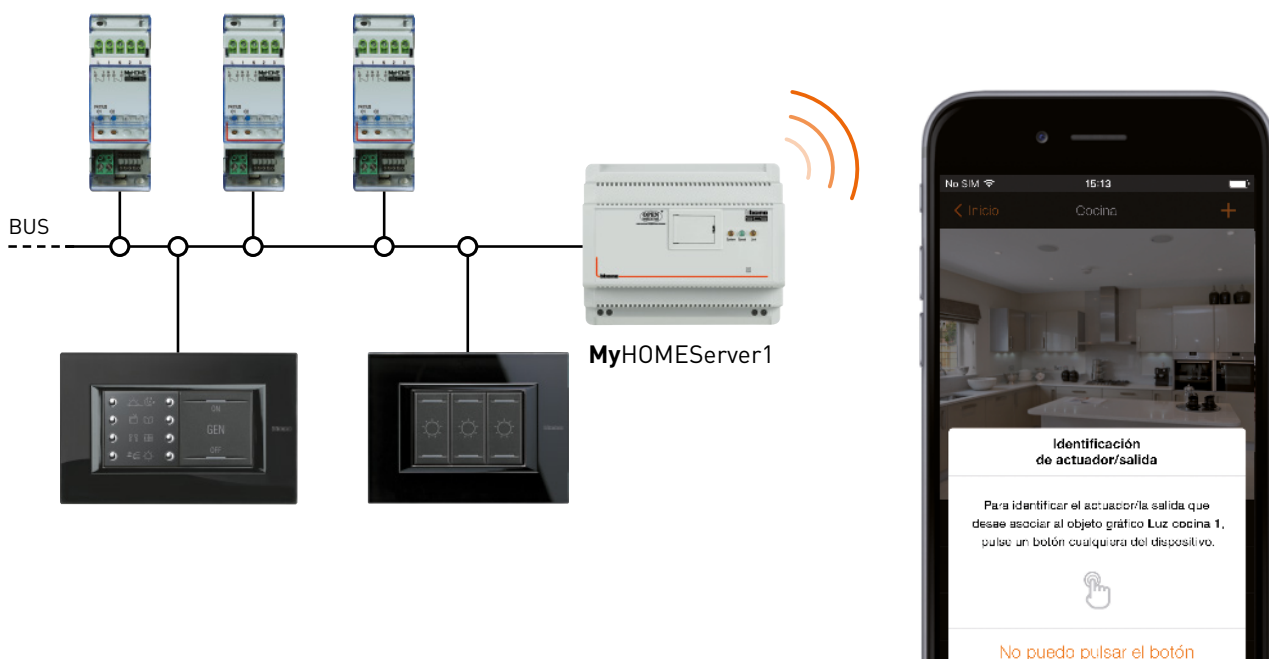 BUS
MyHOMEServer1
OPEN
ON
GEN
OFF
No SIM
15:13
Inicio
Cocina
+
Identificación
de actuador/salida
Para identificar el actuador/la salida que
desee asociar al objeto gráfico Luz cocina 1,
pulse un botón cualquiera del dispositivo.
No puedo pulsar el botón